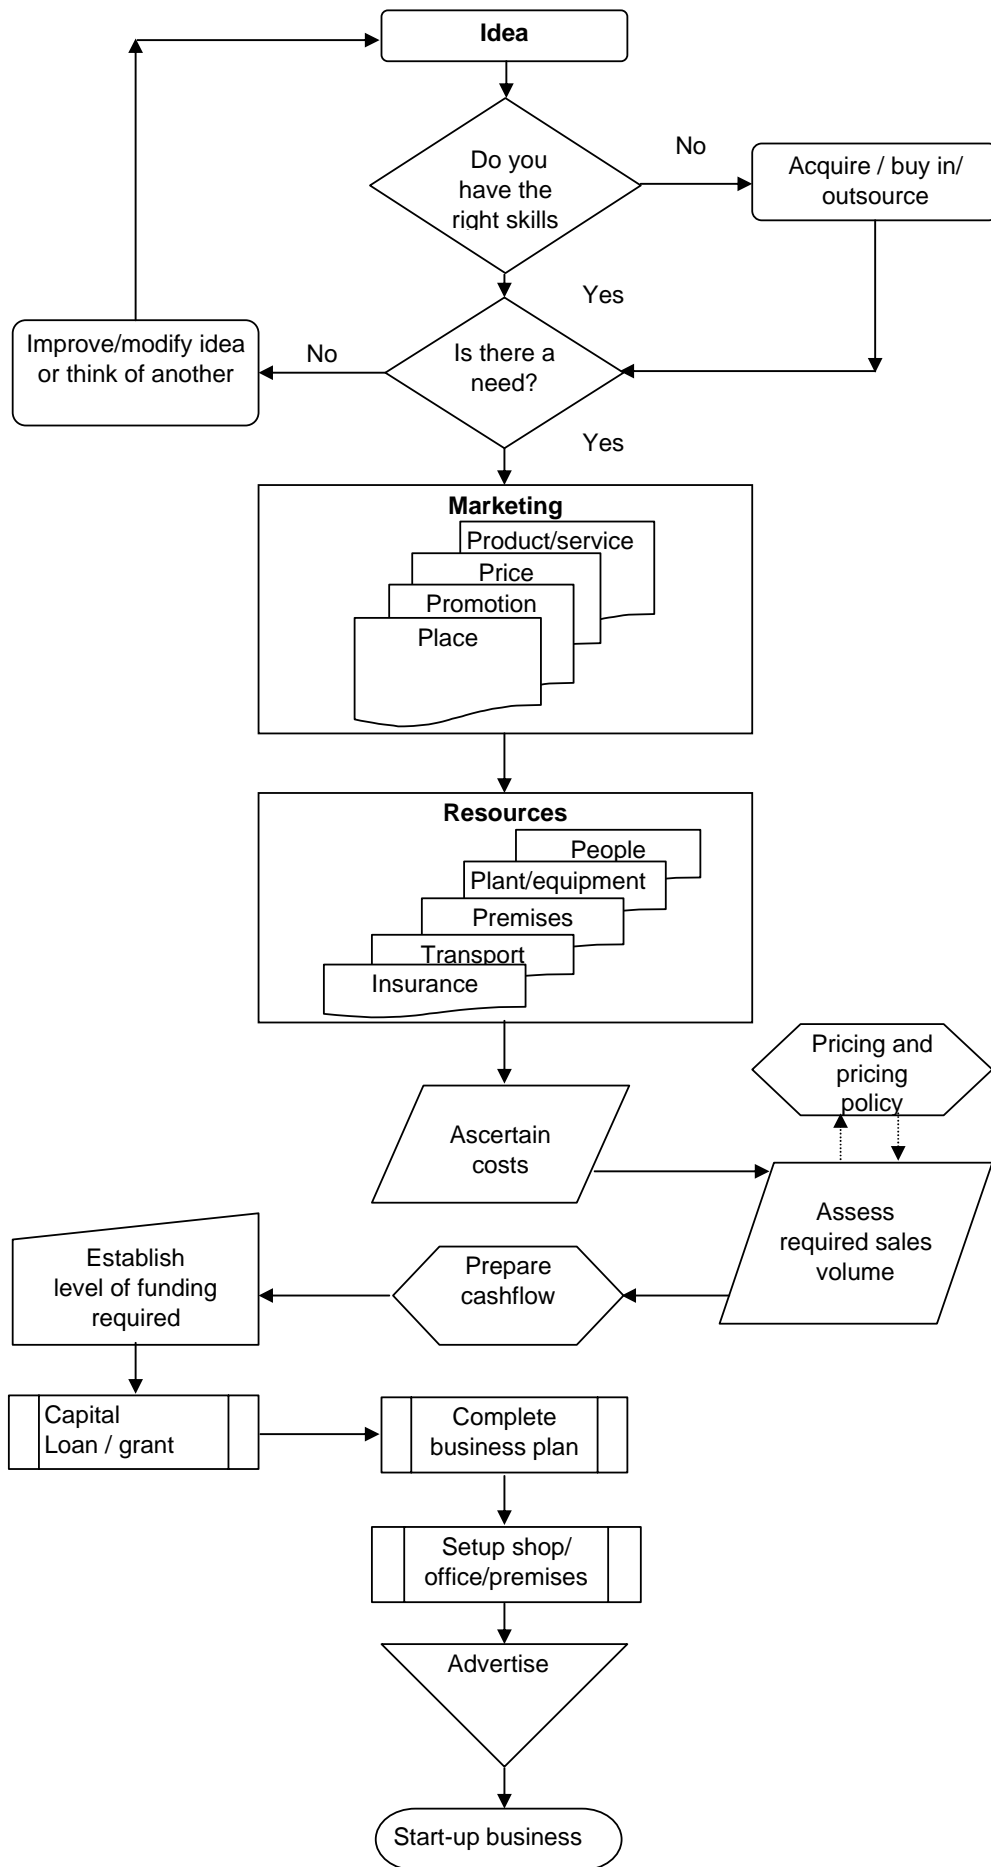 Idea
Do you
have the
right skills
No
Acquire / buy in/
outsource
Yes
Improve/modify idea
or think of another
No
Is there a
need?
Yes
Marketing
Product/service
Price
Promotion
Place
Resources
People
Plant/equipment
Premises
Transport
Insurance
Pricing and
pricing
policy
Ascertain
costs
Assess
required sales
volume
Prepare
cashflow
Establish
level of funding
required
Capital
Loan / grant
Complete
business plan
Setup shop/
office/premises
Advertise
Start-up business